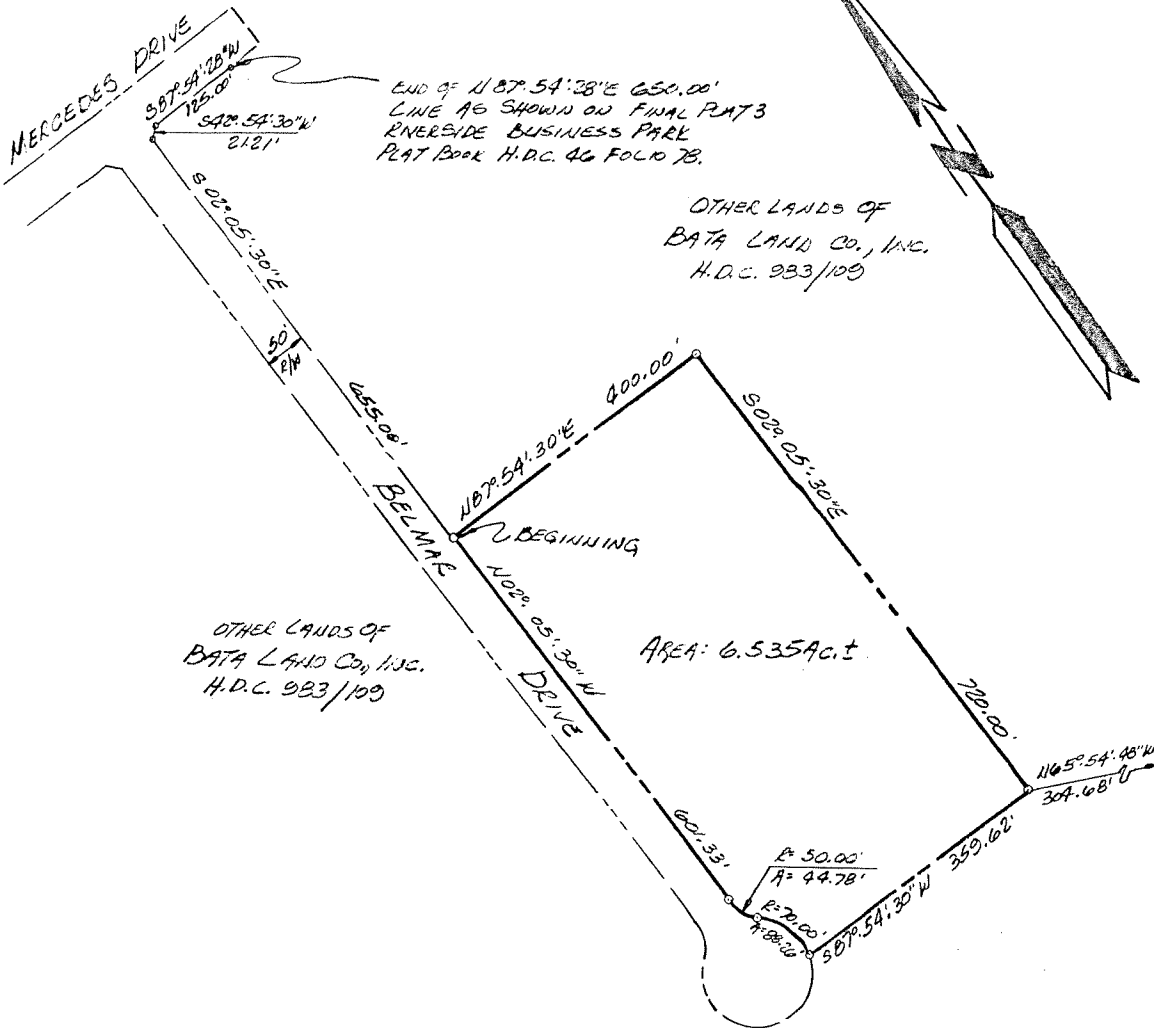 MERCEDES DRIVE
S87°.54'.28"W
125.00'
S42°.54'.30"W
21.21'
END OF N87°.54'.28"E 650.00'
LINE AS SHOWN ON FINAL PLAT 3
RIVERSIDE BUSINESS PARK
PLAT BOOK H.D.C. 46 FOLIO 78.
OTHER LANDS OF
BATA LAND CO., INC.
H.D.C. 983/109
S02°.05'.30"E
50'
R/W
655.00'
N87°.54'.30"E 400.00'
S02°.05'.30"E
720.00'
BEGINNING
BELMAR
DRIVE
N02°.05'.30"W
601.33'
OTHER LANDS OF
BATA LAND CO., INC.
H.D.C. 983/109
AREA: 6.535 AC.±
N65°.54'.48"W
304.68'
R= 50.00'
A= 44.78'
R=70.00'
A=88.26'
S87°.54'.30"W 359.62'